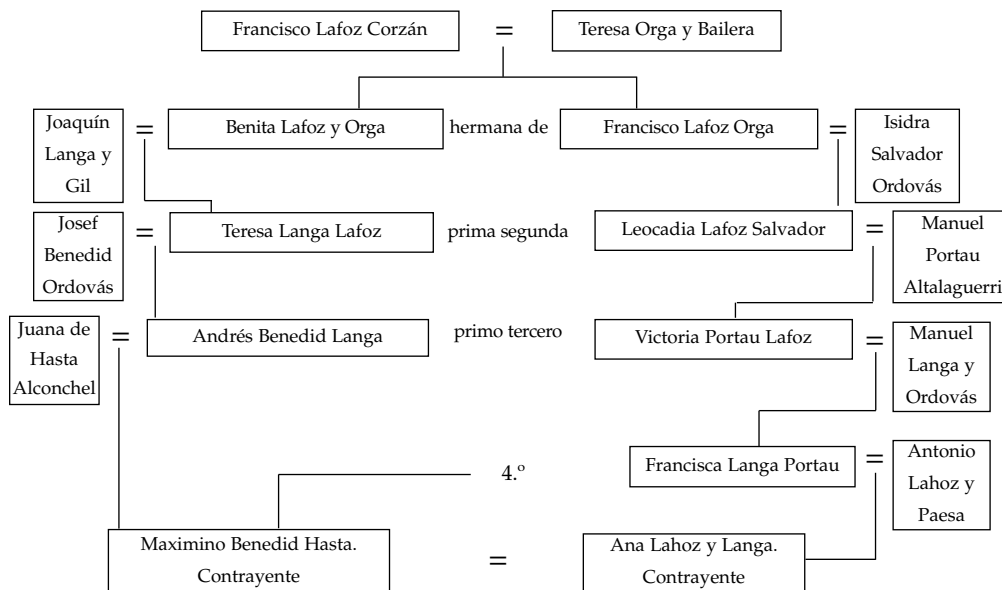 Francisco Lafoz Corzán
=
Teresa Orga y Bailera
Joaquín
Langa y
Gil
=
Benita Lafoz y Orga
hermana de
Francisco Lafoz Orga
=
Isidra
Salvador
Ordovás
Josef
Benedid
Ordovás
=
Teresa Langa Lafoz
prima segunda
Leocadia Lafoz Salvador
=
Manuel
Portau
Altalaguerri
Juana de
Hasta
Alconchel
=
Andrés Benedid Langa
primo tercero
Victoria Portau Lafoz
=
Manuel
Langa y
Ordovás
4.º
Francisca Langa Portau
=
Antonio
Lahoz y
Paesa
Maximino Benedid Hasta.
Contrayente
=
Ana Lahoz y Langa.
Contrayente